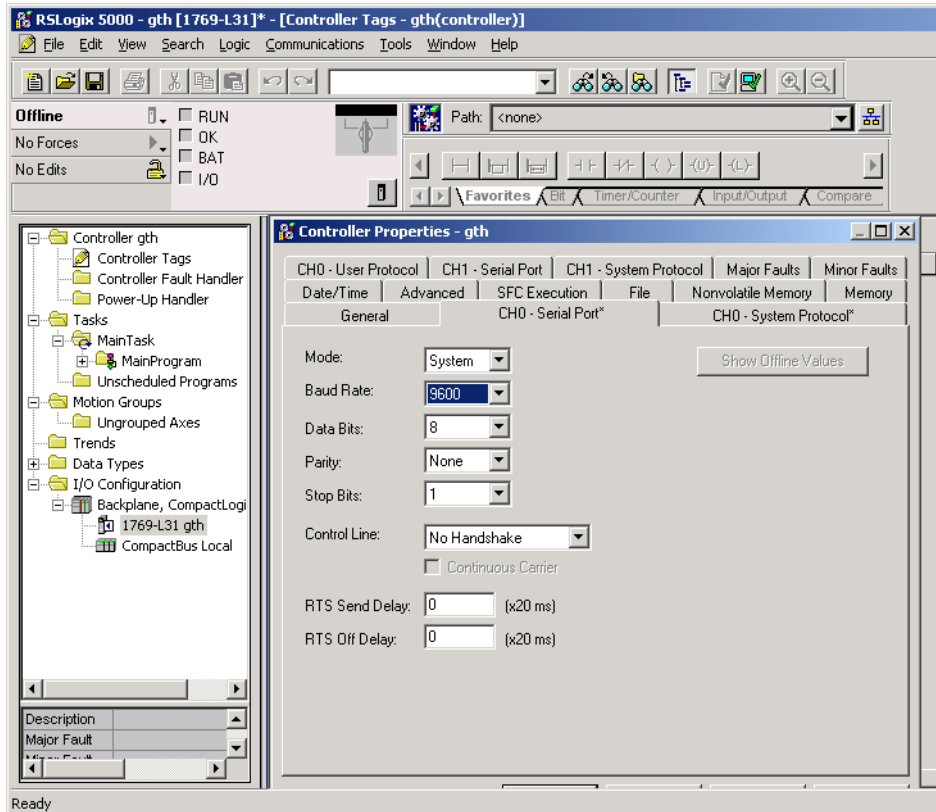 RSLogix 5000 - gth [1769-L31]* - [Controller Tags - gth(controller)]
File Edit View Search Logic Communications Tools Window Help
Offline
RUN
Path: <none>
No Forces
OK
BAT
No Edits
I/O
Favorites Bit Timer/Counter Input/Output Compare
Controller gth
Controller Tags
Controller Fault Handler
Power-Up Handler
Tasks
MainTask
MainProgram
Unscheduled Programs
Motion Groups
Ungrouped Axes
Trends
Data Types
I/O Configuration
Backplane, CompactLogi
1769-L31 gth
CompactBus Local
Description
Major Fault
Controller Properties - gth
CH0 - User Protocol CH1 - Serial Port CH1 - System Protocol Major Faults Minor Faults
Date/Time Advanced SFC Execution File Nonvolatile Memory Memory
General CH0 - Serial Port* CH0 - System Protocol*
Mode: System Show Offline Values
Baud Rate: 9600
Data Bits: 8
Parity: None
Stop Bits: 1
Control Line: No Handshake
Continuous Carrier
RTS Send Delay: 0 (x20 ms)
RTS Off Delay: 0 (x20 ms)
Ready